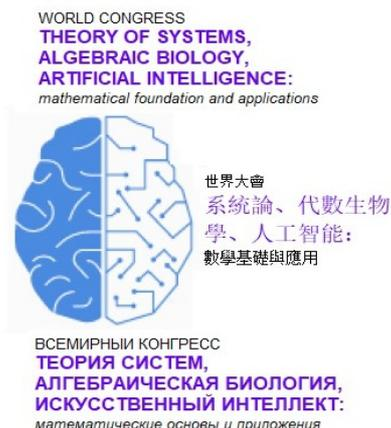 WORLD CONGRESS
THEORY OF SYSTEMS,
ALGEBRAIC BIOLOGY,
ARTIFICIAL INTELLIGENCE:
mathematical foundation and applications
世界大會
系統論、代數生物
學、人工智能:
數學基礎與應用
ВСЕМИРНЫЙ КОНГРЕСС
ТЕОРИЯ СИСТЕМ,
АЛГЕБРАИЧЕСКАЯ БИОЛОГИЯ,
ИСКУССТВЕННЫЙ ИНТЕЛЛЕКТ:
математические основы и приложения